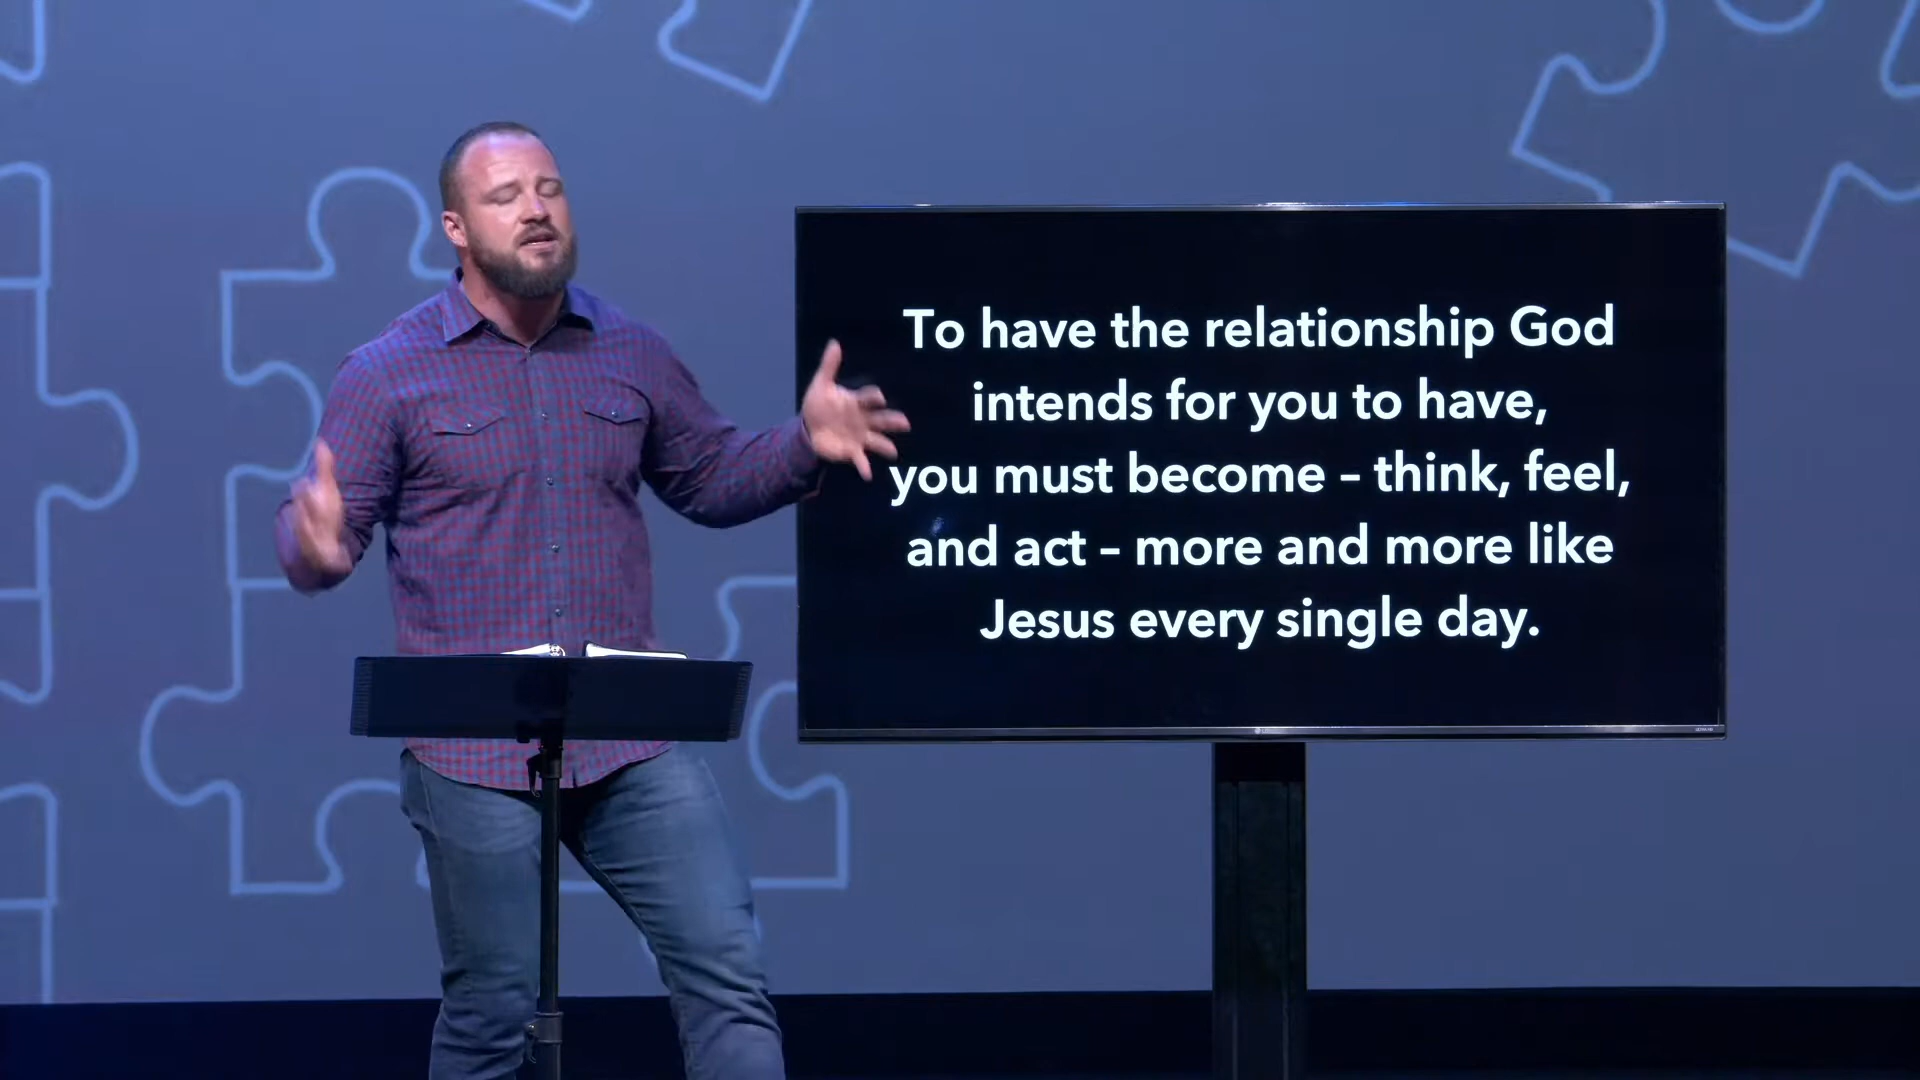 To have the relationship God
intends for you to have,
you must become – think, feel,
and act – more and more like
Jesus every single day.